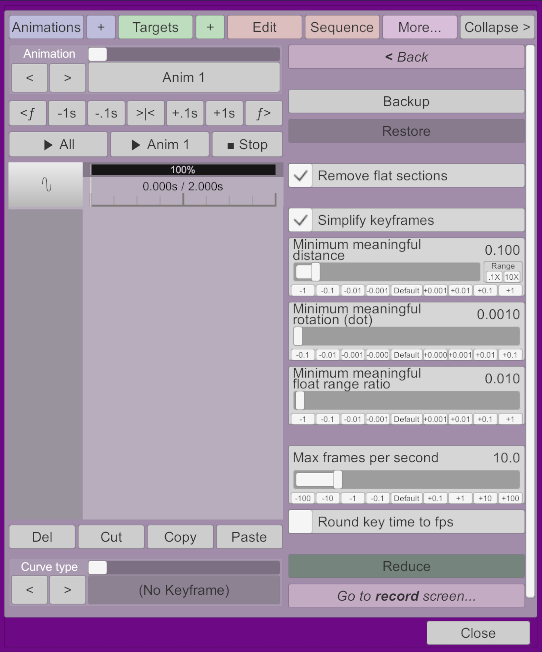 Animations + Targets + Edit Sequence More... Collapse >
Animation
< > Anim 1
<ƒ -1s -.1s >|< +.1s +1s ƒ>
▶ All ▶ Anim 1 ■ Stop
100%
0.000s / 2.000s
Del Cut Copy Paste
Curve type
< > (No Keyframe)
< Back
Backup
Restore
Remove flat sections
Simplify keyframes
Minimum meaningful
distance 0.100
Range
.1X 10X
-1 -0.1 -0.01 -0.001 Default +0.001 +0.01 +0.1 +1
Minimum meaningful
rotation (dot) 0.0010
-0.1 -0.01 -0.001 -0.000 Default +0.000 +0.001 +0.01 +0.1
Minimum meaningful
float range ratio 0.010
-1 -0.1 -0.01 -0.001 Default +0.001 +0.01 +0.1 +1
Max frames per second 10.0
-100 -10 -1 -0.1 Default +0.1 +1 +10 +100
Round key time to fps
Reduce
Go to record screen...
Close